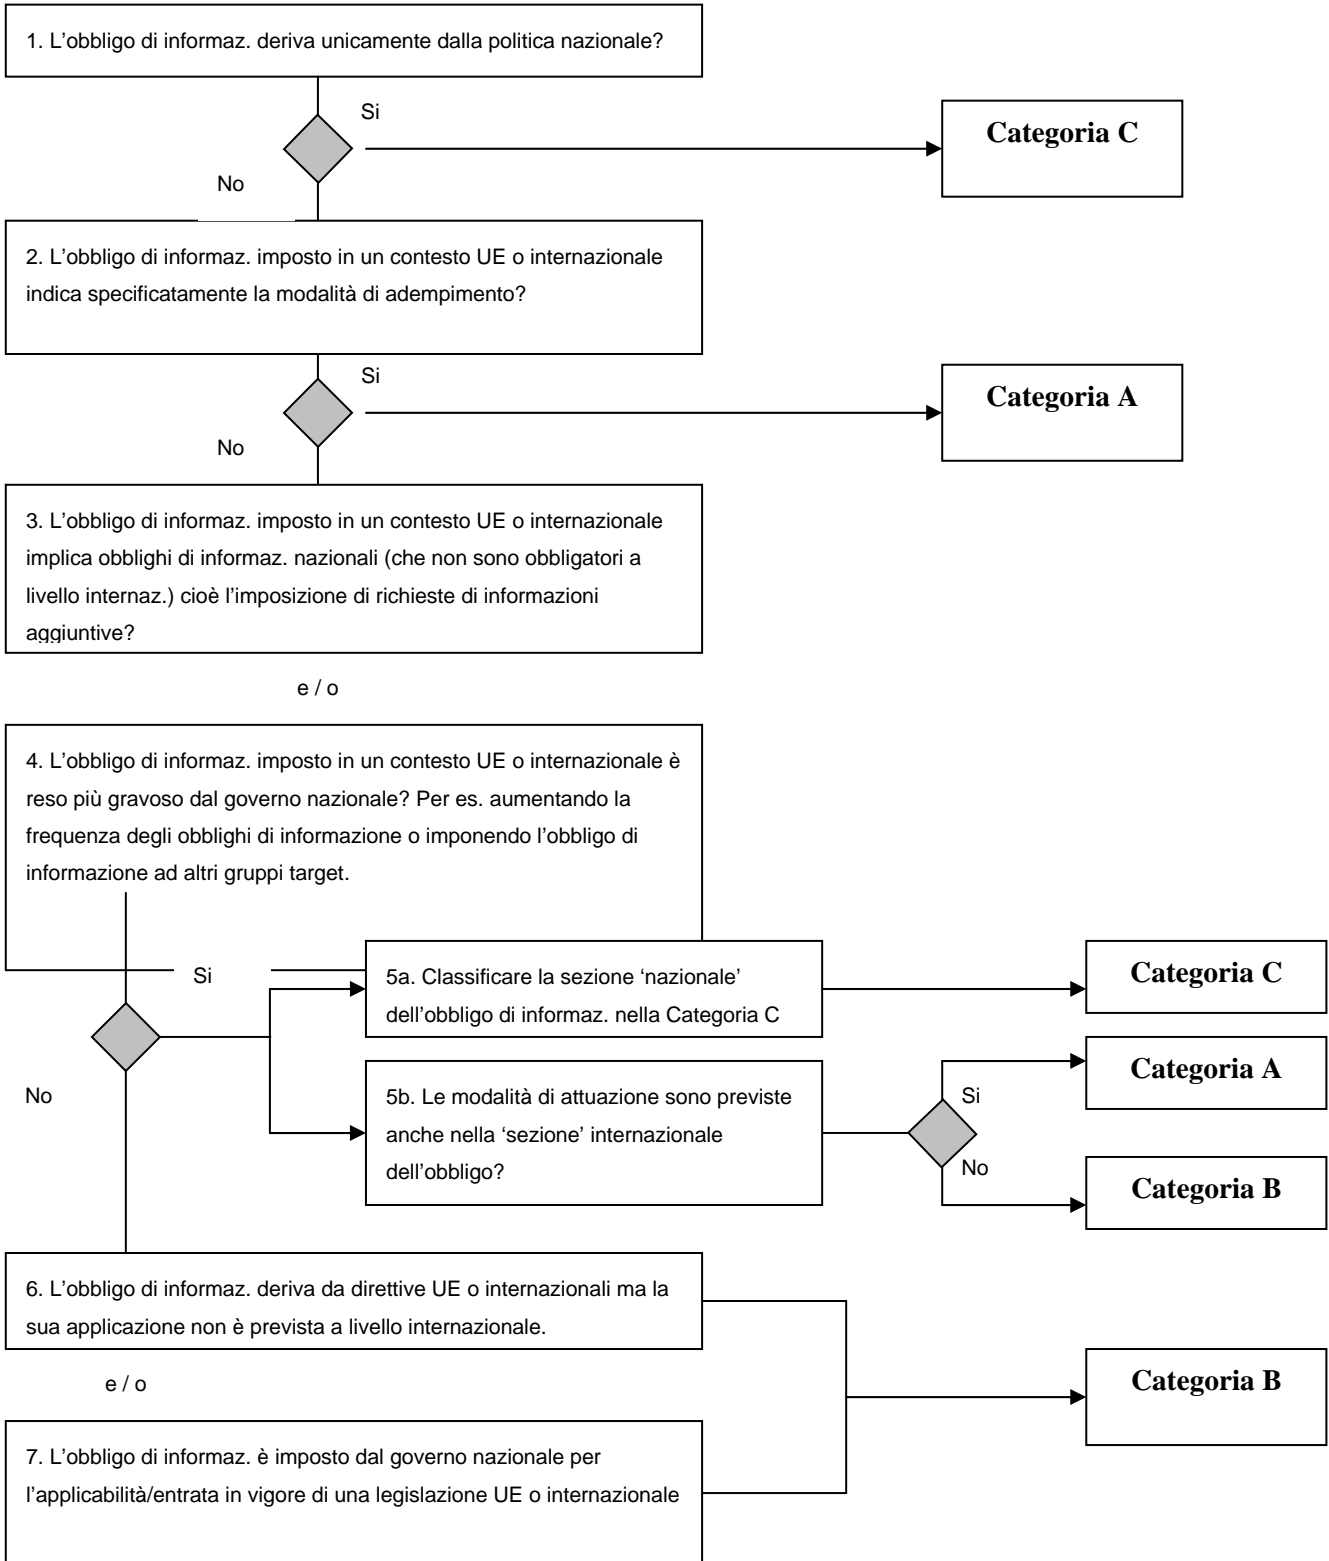 1. L'obbligo di informaz. deriva unicamente dalla politica nazionale?
Si
Categoria C
No
2. L'obbligo di informaz. imposto in un contesto UE o internazionale
indica specificatamente la modalità di adempimento?
Si
Categoria A
No
3. L'obbligo di informaz. imposto in un contesto UE o internazionale
implica obblighi di informaz. nazionali (che non sono obbligatori a
livello internaz.) cioè l'imposizione di richieste di informazioni
aggiuntive?
e / o
4. L'obbligo di informaz. imposto in un contesto UE o internazionale è
reso più gravoso dal governo nazionale? Per es. aumentando la
frequenza degli obblighi di informazione o imponendo l'obbligo di
informazione ad altri gruppi target.
Si
5a. Classificare la sezione 'nazionale'
dell'obbligo di informaz. nella Categoria C
Categoria C
No
5b. Le modalità di attuazione sono previste
anche nella 'sezione' internazionale
dell'obbligo?
Si
Categoria A
No
Categoria B
6. L'obbligo di informaz. deriva da direttive UE o internazionali ma la
sua applicazione non è prevista a livello internazionale.
e / o
Categoria B
7. L'obbligo di informaz. è imposto dal governo nazionale per
l'applicabilità/entrata in vigore di una legislazione UE o internazionale